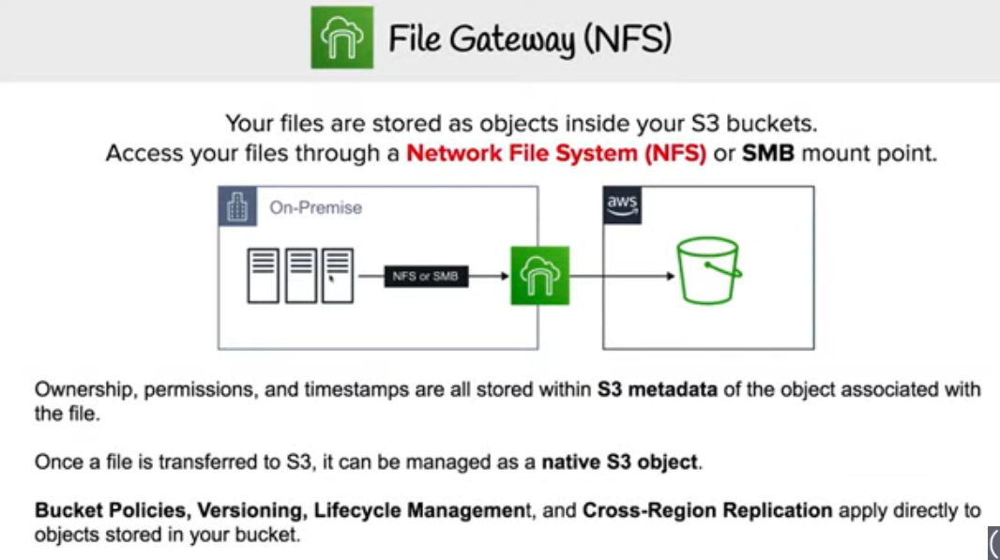 File Gateway (NFS)
Your files are stored as objects inside your S3 buckets.
Access your files through a Network File System (NFS) or SMB mount point.
On-Premise
aws
NFS or SMB
Ownership, permissions, and timestamps are all stored within S3 metadata of the object associated with
the file.
Once a file is transferred to S3, it can be managed as a native S3 object.
Bucket Policies, Versioning, Lifecycle Management, and Cross-Region Replication apply directly to
objects stored in your bucket.